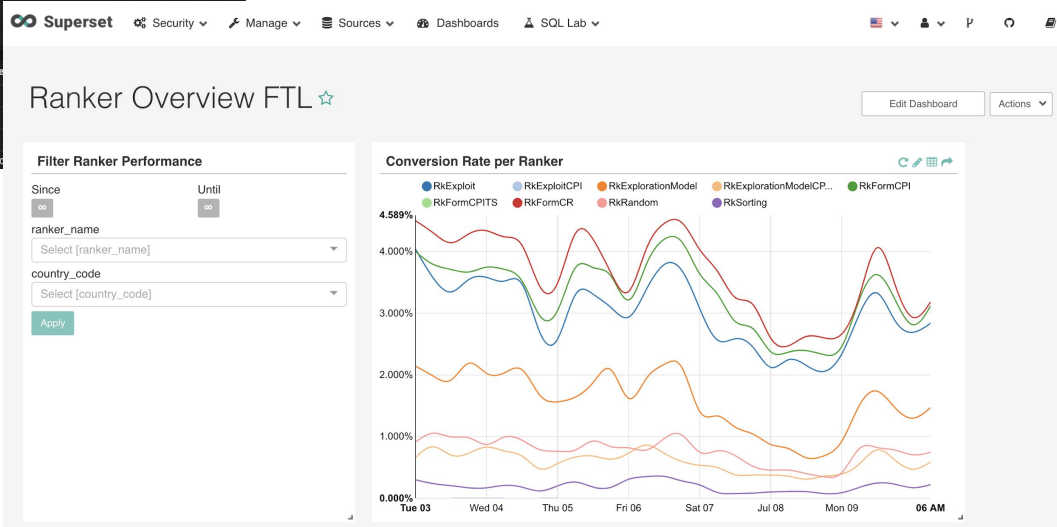 Superset Security Manage Sources Dashboards SQL Lab
Ranker Overview FTL
Edit Dashboard Actions
Filter Ranker Performance
Since Until
∞ ∞
ranker_name
Select [ranker_name]
country_code
Select [country_code]
Apply
Conversion Rate per Ranker
RkExploit RkExploitCPI RkExplorationModel RkExplorationModelCP... RkFormCPI
RkFormCPITS RkFormCR RkRandom RkSorting
4.589%
4.000%
3.000%
2.000%
1.000%
0.000%
Tue 03 Wed 04 Thu 05 Fri 06 Sat 07 Jul 08 Mon 09 06 AM